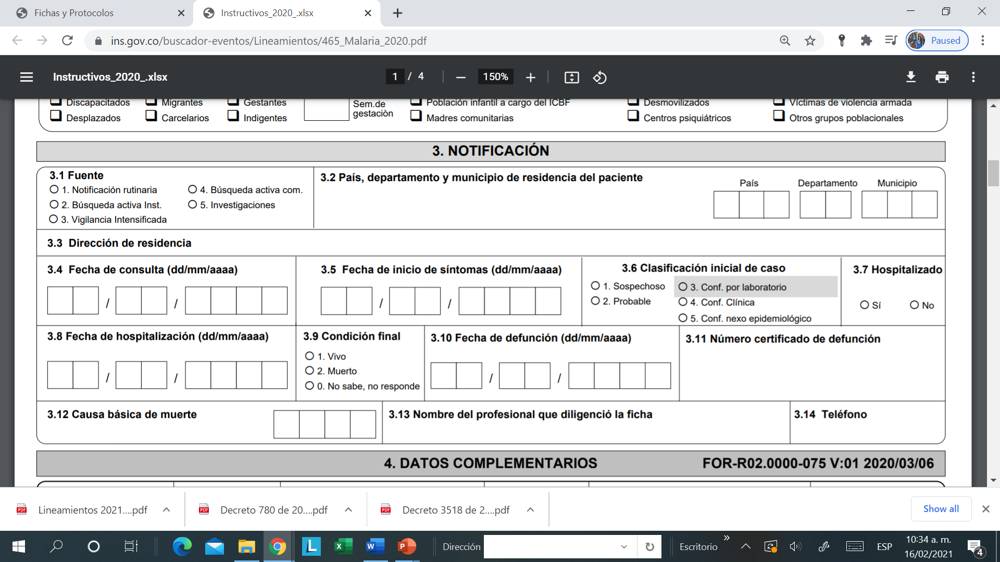 Fichas y Protocolos
Instructivos_2020_.xlsx
ins.gov.co/buscador-eventos/Lineamientos/465_Malaria_2020.pdf
Paused
Instructivos_2020_.xlsx
1 / 4
150%
Discapacitados Migrantes Gestantes Sem.de gestaciòn Población infantil a cargo del ICBF Desmovilizados Víctimas de violencia armada
Desplazados Carcelarios Indigentes Madres comunitarias Centros psiquiátricos Otros grupos poblacionales
3. NOTIFICACIÓN
3.1 Fuente
1. Notificación rutinaria
2. Búsqueda activa Inst.
3. Vigilancia Intensificada
4. Búsqueda activa com.
5. Investigaciones
3.2 País, departamento y municipio de residencia del paciente
País Departamento Municipio
3.3 Dirección de residencia
3.4 Fecha de consulta (dd/mm/aaaa)
/ /
3.5 Fecha de inicio de síntomas (dd/mm/aaaa)
/ /
3.6 Clasificación inicial de caso
1. Sospechoso
2. Probable
3. Conf. por laboratorio
4. Conf. Clínica
5. Conf. nexo epidemiológico
3.7 Hospitalizado
Sí No
3.8 Fecha de hospitalización (dd/mm/aaaa)
/ /
3.9 Condición final
1. Vivo
2. Muerto
0. No sabe, no responde
3.10 Fecha de defunción (dd/mm/aaaa)
/ /
3.11 Número certificado de defunción
3.12 Causa básica de muerte
3.13 Nombre del profesional que diligenció la ficha
3.14 Teléfono
4. DATOS COMPLEMENTARIOS FOR-R02.0000-075 V:01 2020/03/06
Lineamientos 2021....pdf
Decreto 780 de 20....pdf
Decreto 3518 de 2....pdf
Show all
Dirección
Escritorio
ESP
10:34 a. m.
16/02/2021
4